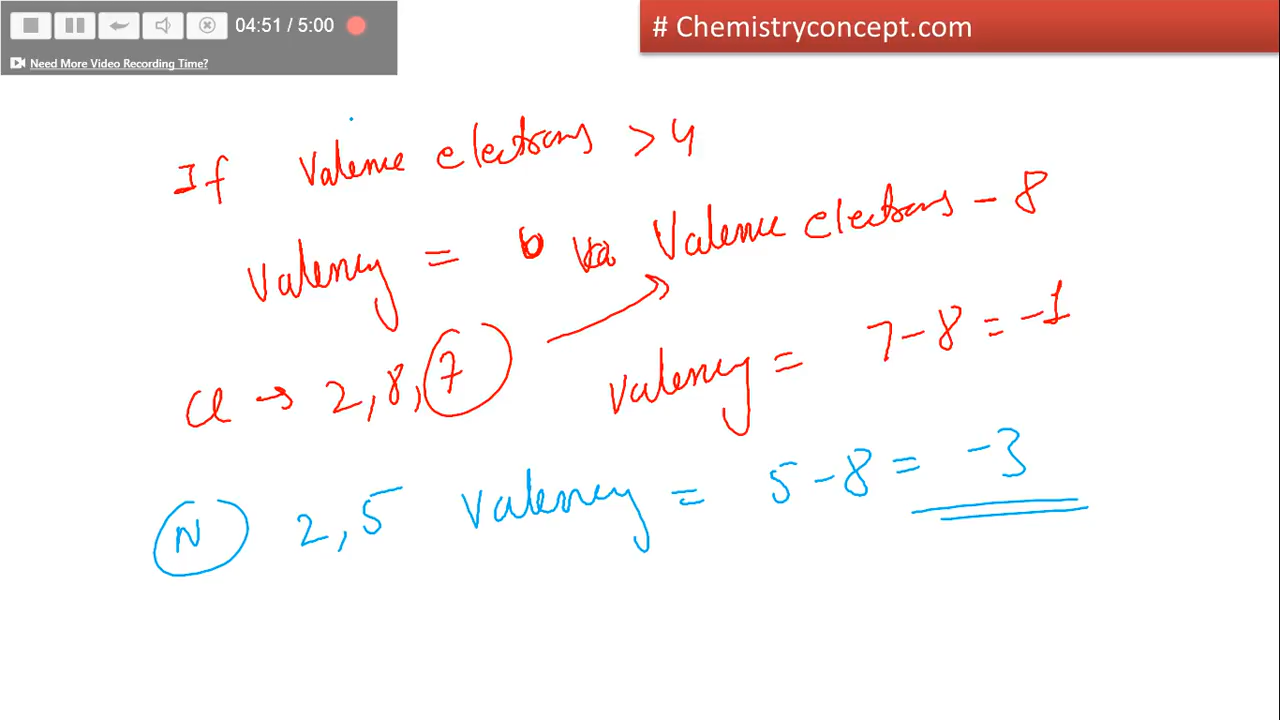 04:51 / 5:00
Need More Video Recording Time?
# Chemistryconcept.com
If Valence electrons > 4
Valency = Valence electrons - 8
Cl → 2,8,7
Valency = 7-8 = -1
N 2,5 Valency = 5-8 = -3